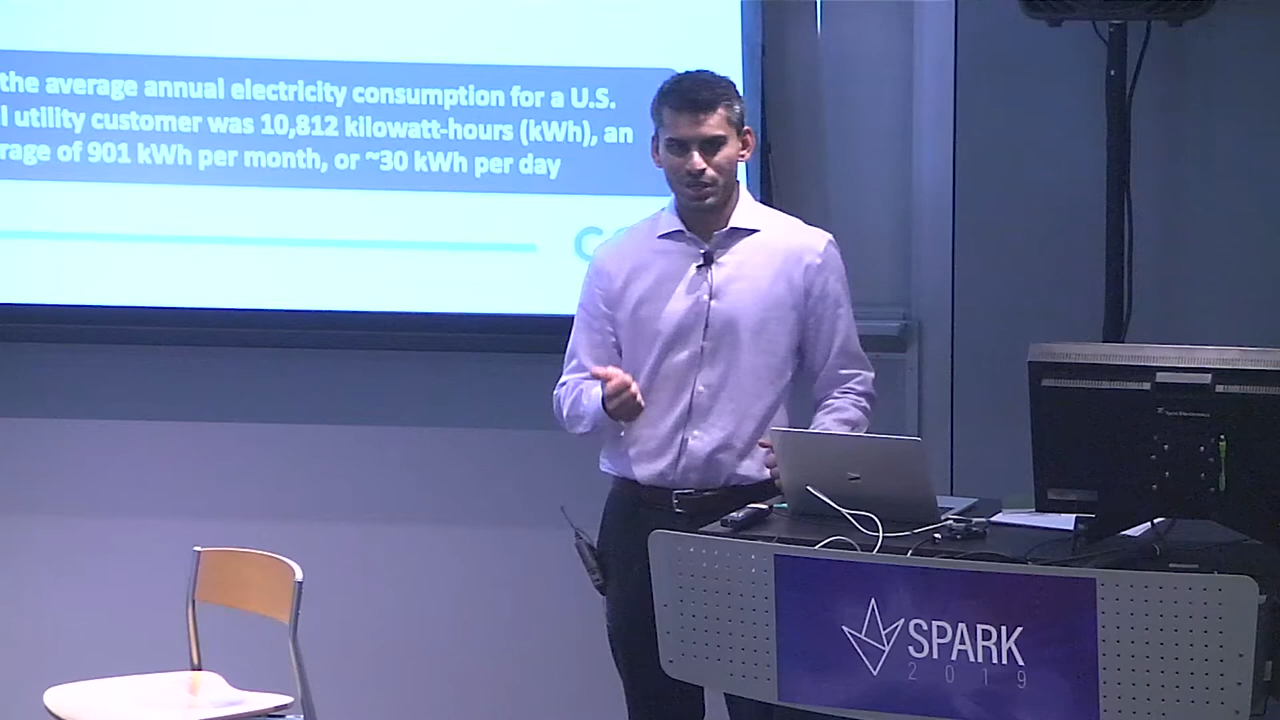 the average annual electricity consumption for a U.S.
l utility customer was 10,812 kilowatt-hours (kWh), an
rage of 901 kWh per month, or ~30 kWh per day
C
SPARK
2019